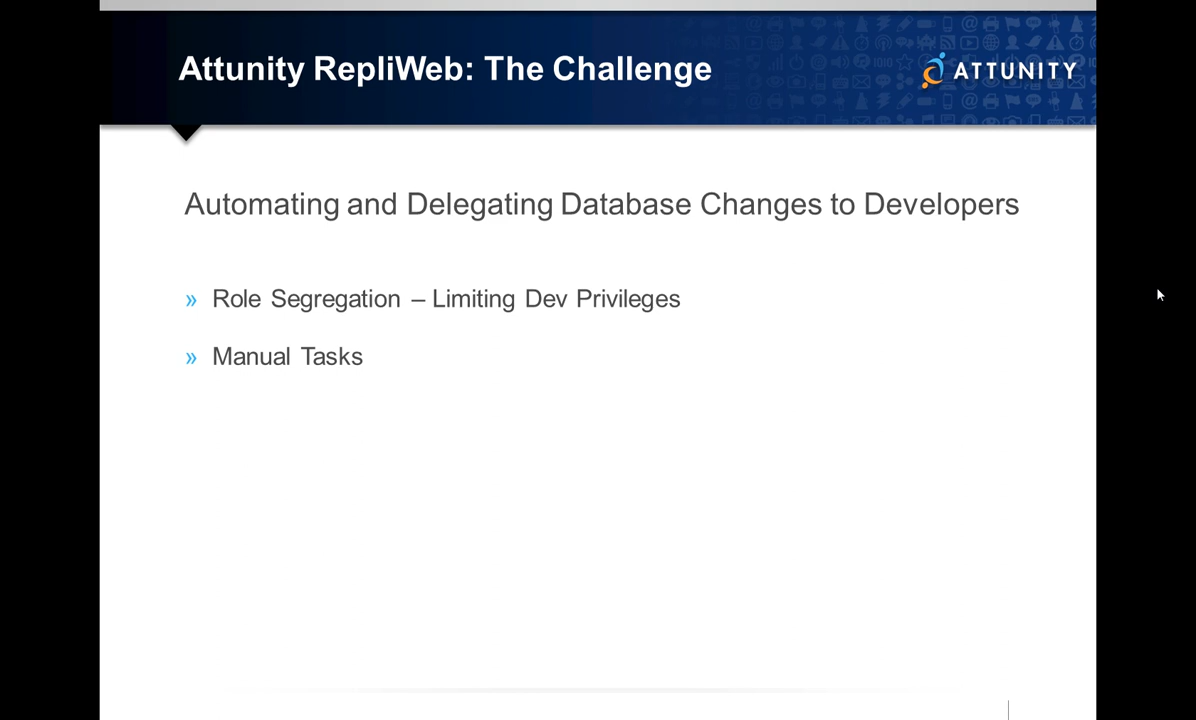 Attunity RepliWeb: The Challenge
ATTUNITY
Automating and Delegating Database Changes to Developers
» Role Segregation – Limiting Dev Privileges
» Manual Tasks